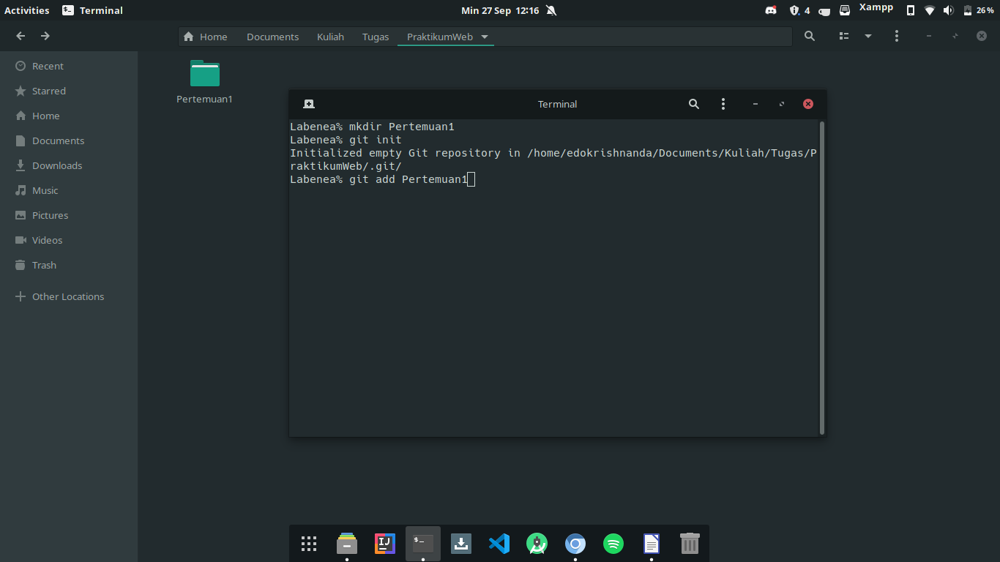 Activities Terminal Min 27 Sep 12:16 4 Xampp 26 %
Home Documents Kuliah Tugas PraktikumWeb
Recent
Starred
Home
Documents
Downloads
Music
Pictures
Videos
Trash
Other Locations
Pertemuan1
Terminal
Labenea% mkdir Pertemuan1
Labenea% git init
Initialized empty Git repository in /home/edokrishnanda/Documents/Kuliah/Tugas/P
raktikumWeb/.git/
Labenea% git add Pertemuan1